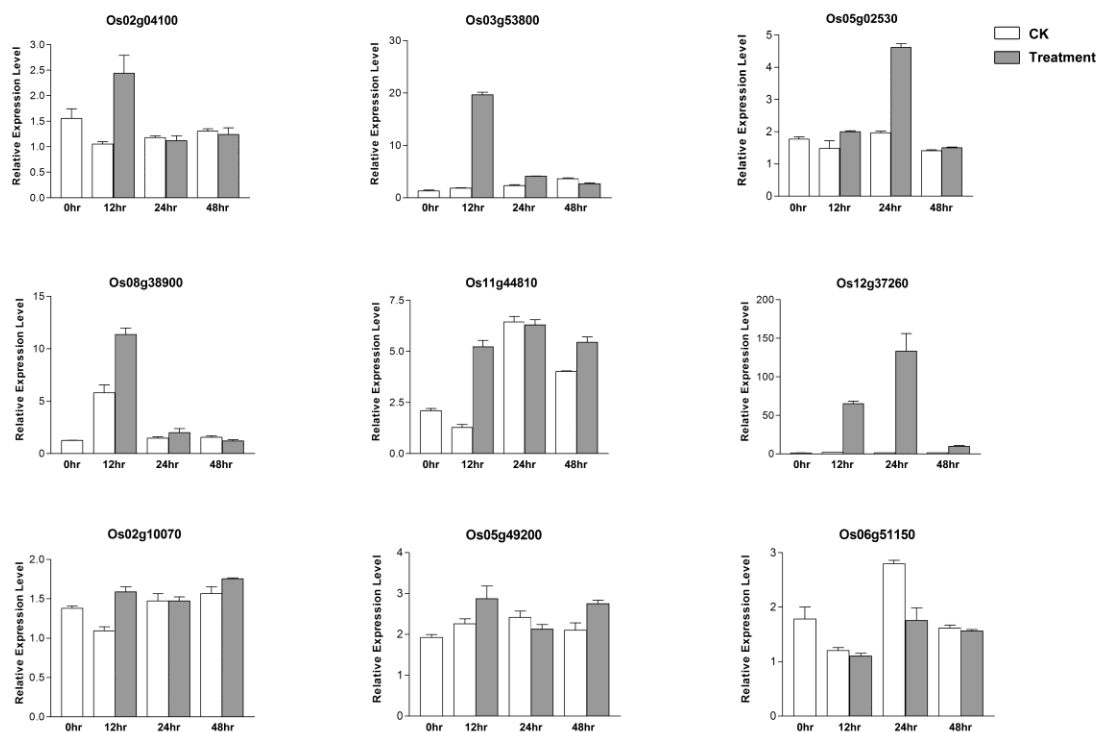 Os02g04100
Relative Expression Level
3.0
2.5
2.0
1.5
1.0
0.5
0.0
0hr 12hr 24hr 48hr
Os03g53800
Relative Expression Level
30
20
10
0
0hr 12hr 24hr 48hr
Os05g02530
Relative Expression Level
5
4
3
2
1
0
0hr 12hr 24hr 48hr
CK
Treatment
Os08g38900
Relative Expression Level
15
10
5
0
0hr 12hr 24hr 48hr
Os11g44810
Relative Expression Level
7.5
5.0
2.5
0.0
0hr 12hr 24hr 48hr
Os12g37260
Relative Expression Level
200
150
100
50
0
0hr 12hr 24hr 48hr
Os02g10070
Relative Expression Level
2.0
1.5
1.0
0.5
0.0
0hr 12hr 24hr 48hr
Os05g49200
Relative Expression Level
4
3
2
1
0
0hr 12hr 24hr 48hr
Os06g51150
Relative Expression Level
3
2
1
0
0hr 12hr 24hr 48hr